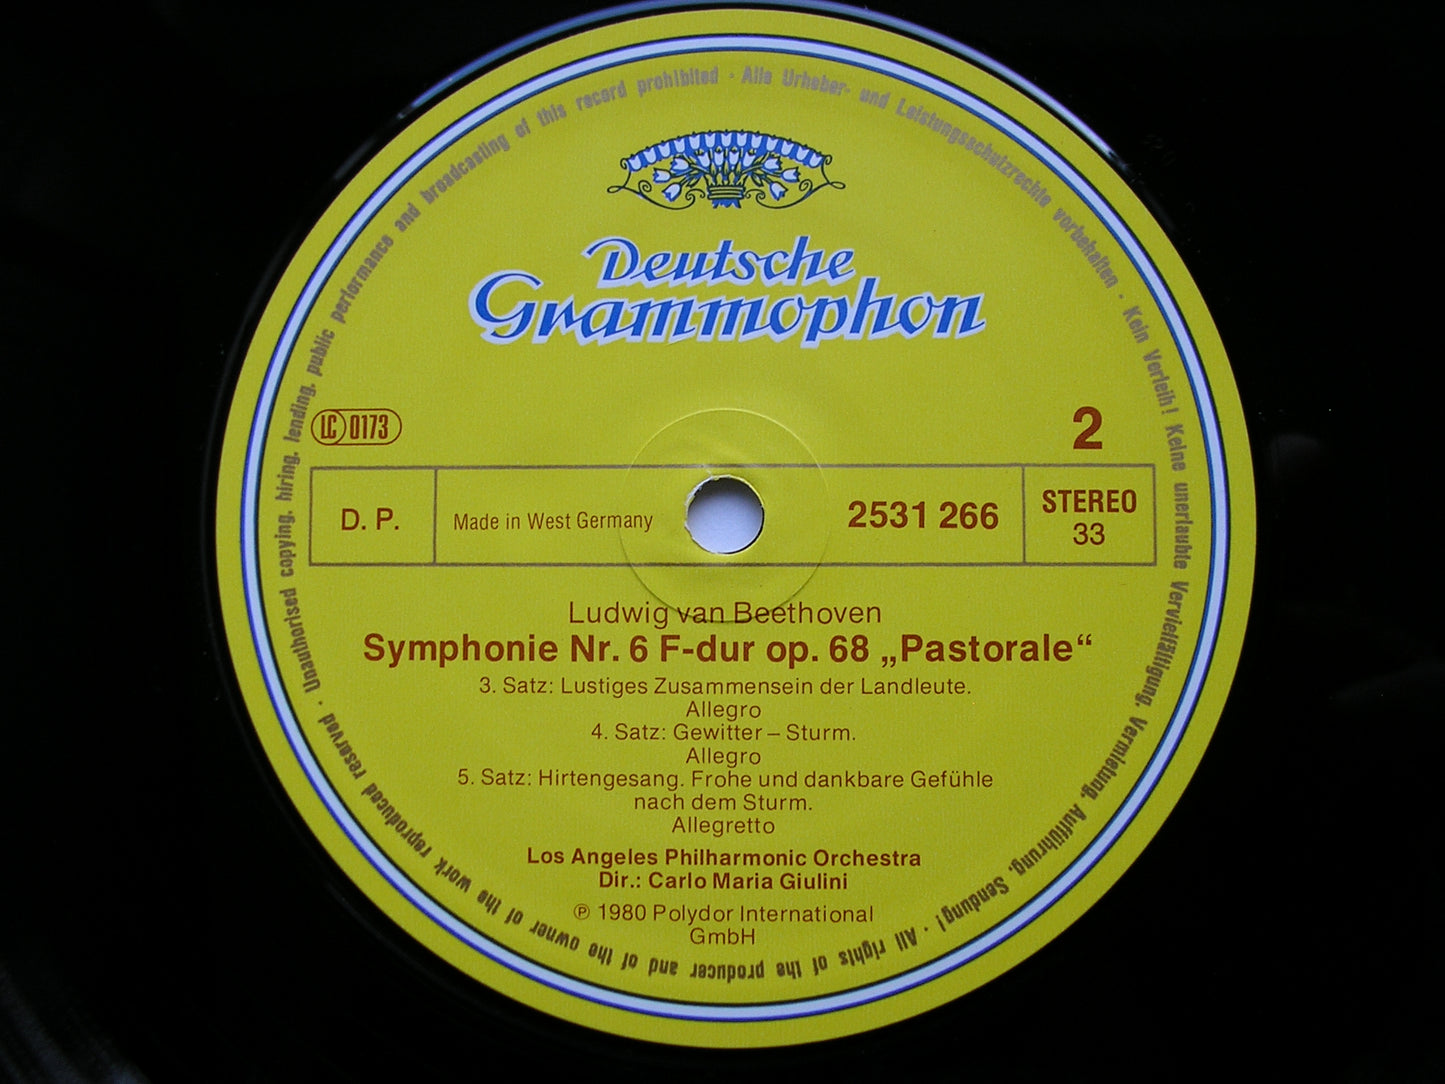 Deutsche
Grammophon
LC 0173
2
D. P.
Made in West Germany
2531 266
STEREO
33
Ludwig van Beethoven
Symphonie Nr. 6 F-dur op. 68 „Pastorale“
3. Satz: Lustiges Zusammensein der Landleute.
Allegro
4. Satz: Gewitter – Sturm.
Allegro
5. Satz: Hirtengesang. Frohe und dankbare Gefühle
nach dem Sturm.
Allegretto
Los Angeles Philharmonic Orchestra
Dir.: Carlo Maria Giulini
℗ 1980 Polydor International
GmbH
Alle Urheber- und Leistungsschutzrechte vorbehalten · Kein Verleih! Keine unerlaubte Vervielfältigung, Vermietung, Aufführung, Sendung! · All rights of the producer and of the owner of the work reproduced reserved · Unauthorised copying, hiring, lending, public performance and broadcasting of this record prohibited ·